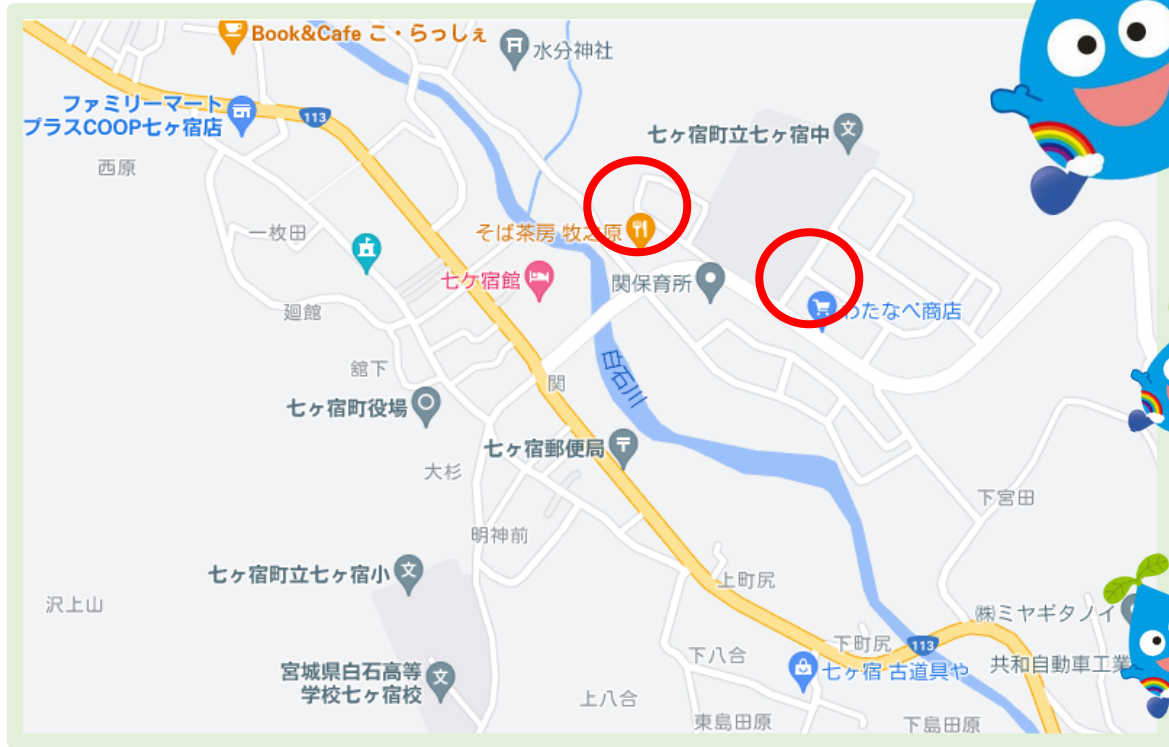 Book&Cafe こ・らっしぇ
水分神社
ファミリーマート
プラスCOOP七ヶ宿店
113
七ヶ宿町立七ヶ宿中
西原
一枚田
そば茶房 牧之原
七ケ宿館
関保育所
わたなべ商店
廻館
舘下
関
白石川
七ヶ宿町役場
七ヶ宿郵便局
大杉
下宮田
明神前
七ヶ宿町立七ヶ宿小
上町尻
沢上山
㈱ミヤギタノイ
下町尻
113
下八合
七ヶ宿 古道具や
共和自動車工業
宮城県白石高等
学校七ヶ宿校
上八合
東島田原
下島田原